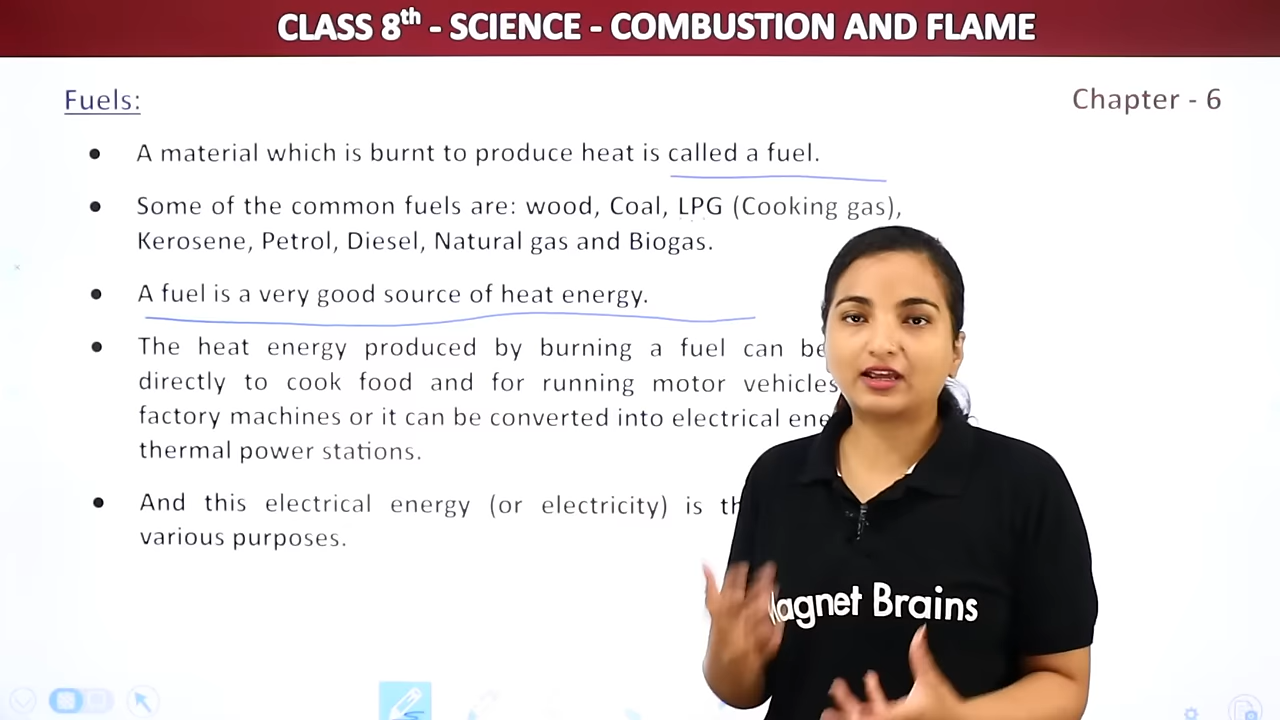 CLASS 8th - SCIENCE - COMBUSTION AND FLAME
Fuels:
Chapter - 6
● A material which is burnt to produce heat is called a fuel.
● Some of the common fuels are: wood, Coal, LPG (Cooking gas),
Kerosene, Petrol, Diesel, Natural gas and Biogas.
● A fuel is a very good source of heat energy.
● The heat energy produced by burning a fuel can be
directly to cook food and for running motor vehicles
factory machines or it can be converted into electrical
thermal power stations.
● And this electrical energy (or electricity) is
various purposes.
Brains